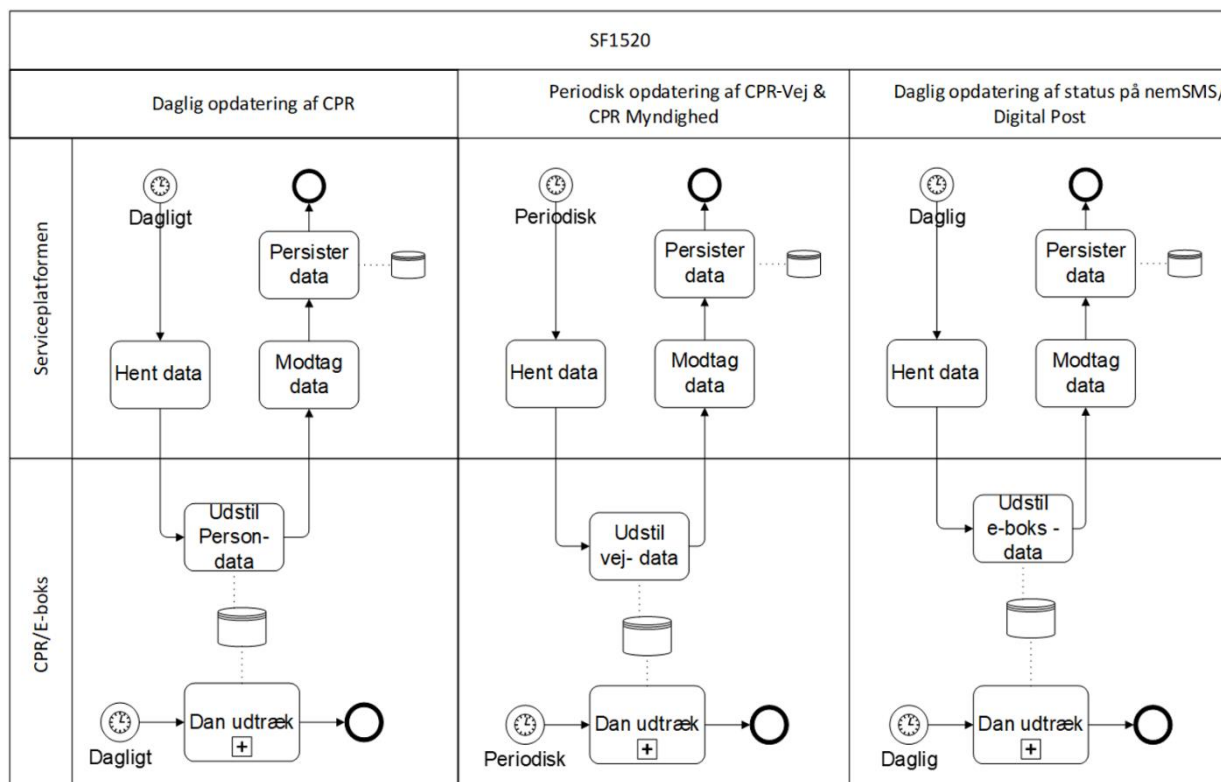 SF1520
Daglig opdatering af CPR
Periodisk opdatering af CPR-Vej &
CPR Myndighed
Daglig opdatering af status på nemSMS/
Digital Post
Serviceplatformen
Dagligt
Persister
data
Hent data
Modtag
data
Periodisk
Persister
data
Hent data
Modtag
data
Daglig
Persister
data
Hent data
Modtag
data
CPR/E-boks
Udstil
Person-
data
Dagligt
Dan udtræk
Udstil
vej- data
Periodisk
Dan udtræk
Udstil
e-boks -
data
Daglig
Dan udtræk